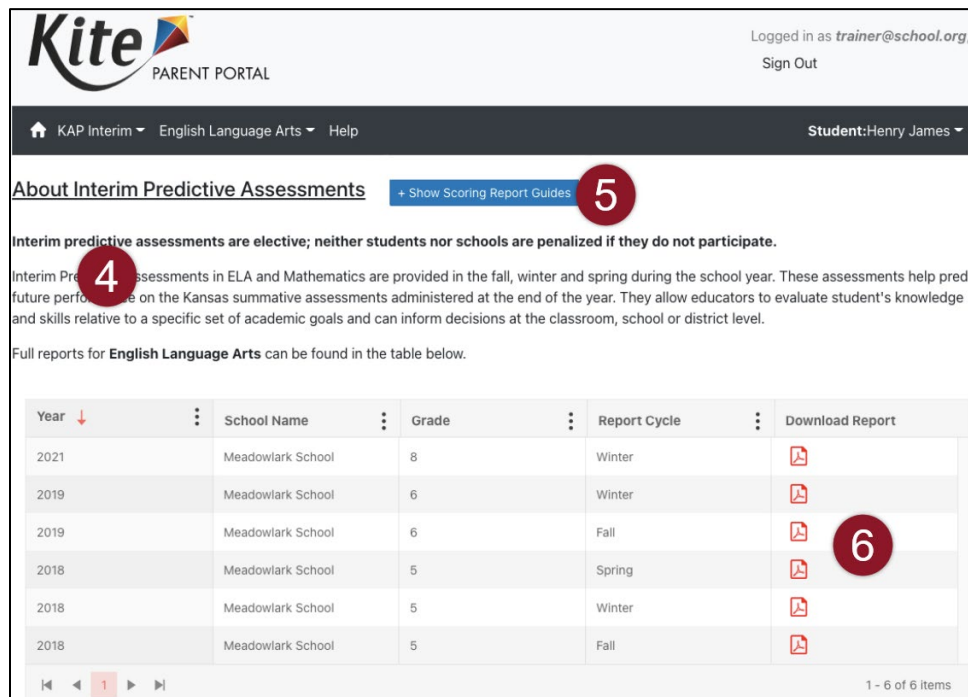 Kite
PARENT PORTAL
Logged in as trainer@school.org,
Sign Out
KAP Interim English Language Arts Help Student:Henry James
About Interim Predictive Assessments + Show Scoring Report Guides 5
Interim predictive assessments are elective; neither students nor schools are penalized if they do not participate.
Interim Pre 4 ssessments in ELA and Mathematics are provided in the fall, winter and spring during the school year. These assessments help pred
future perfo e on the Kansas summative assessments administered at the end of the year. They allow educators to evaluate student's knowledge
and skills relative to a specific set of academic goals and can inform decisions at the classroom, school or district level.
Full reports for English Language Arts can be found in the table below.
Year School Name Grade Report Cycle Download Report
2021 Meadowlark School 8 Winter
2019 Meadowlark School 6 Winter
2019 Meadowlark School 6 Fall
6
2018 Meadowlark School 5 Spring
2018 Meadowlark School 5 Winter
2018 Meadowlark School 5 Fall
1 1 - 6 of 6 items